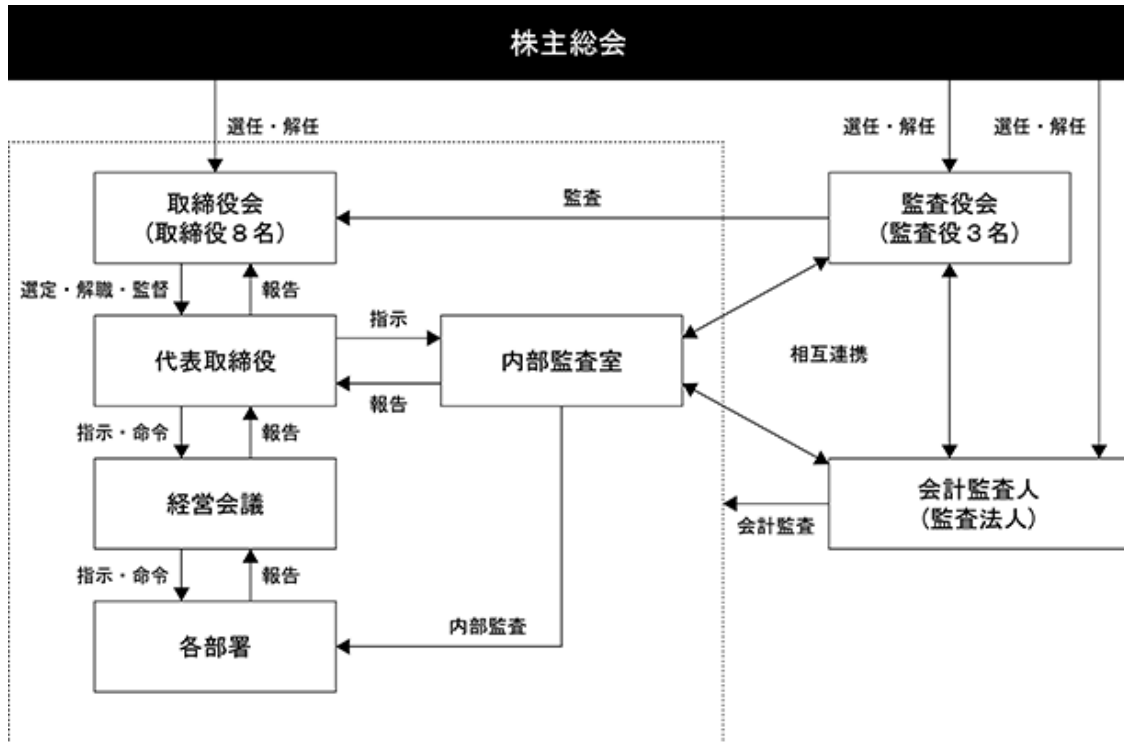 株主総会
選任・解任
選任・解任
選任・解任
取締役会
(取締役8名)
監査
監査役会
(監査役3名)
選定・解職・監督
報告
指示
代表取締役
内部監査室
相互連携
報告
指示・命令
報告
経営会議
会計監査人
(監査法人)
会計監査
指示・命令
報告
各部署
内部監査